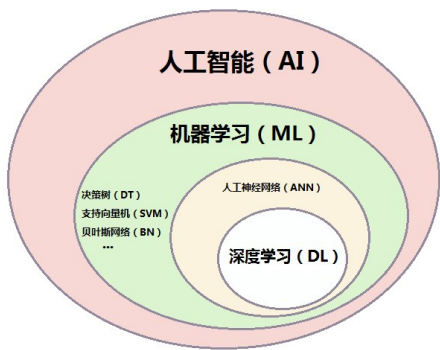 人工智能（AI）
机器学习（ML）
决策树（DT）
支持向量机（SVM）
贝叶斯网络（BN）
...
人工神经网络（ANN）
深度学习（DL）